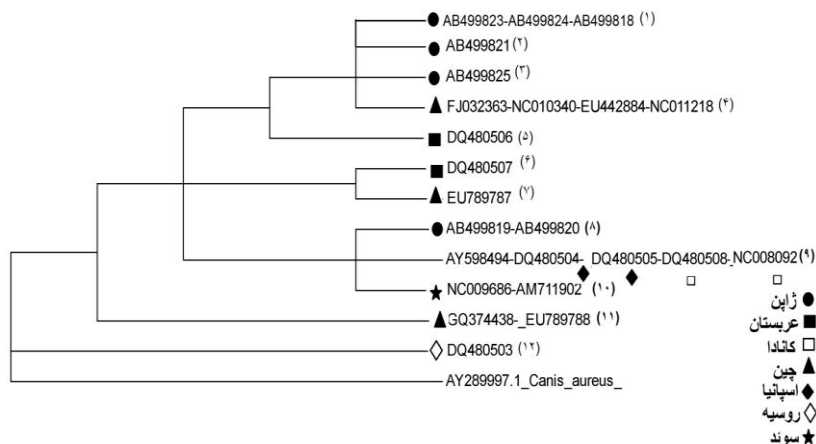 AB499823-AB499824-AB499818 (۱)
AB499821 (۲)
AB499825 (۳)
FJ032363-NC010340-EU442884-NC011218 (۴)
DQ480506 (۵)
DQ480507 (۶)
EU789787 (۷)
AB499819-AB499820 (۸)
AY598494-DQ480504-_DQ480505-DQ480508-_NC008092 (۹)
NC009686-AM711902 (۱۰)
GQ374438-_EU789788 (۱۱)
DQ480503 (۱۲)
AY289997.1_Canis_aureus_
ژاپن
عربستان
کانادا
چین
اسپانیا
روسیه
سوئد